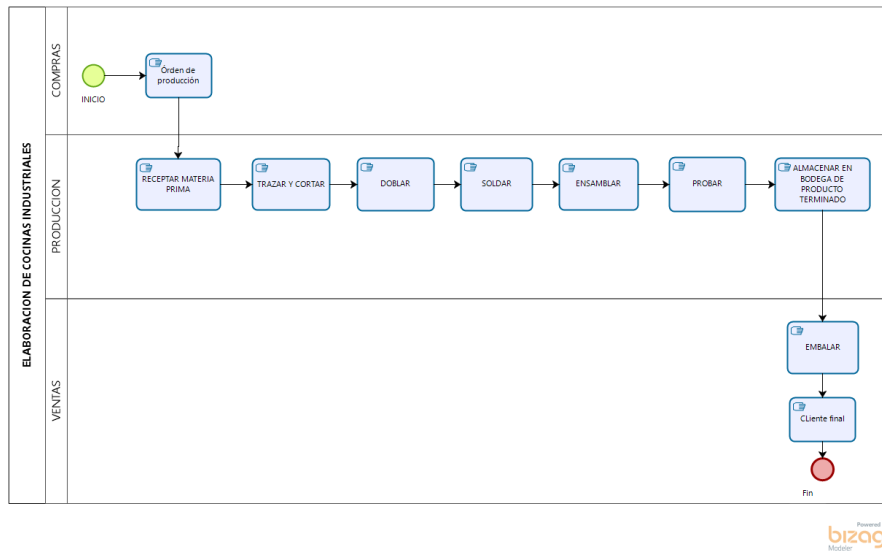 ELABORACION DE COCINAS INDUSTRIALES
COMPRAS
INICIO
Órden de
producción
PRODUCCION
RECEPTAR MATERIA
PRIMA
TRAZAR Y CORTAR
DOBLAR
SOLDAR
ENSAMBLAR
PROBAR
ALMACENAR EN
BODEGA DE
PRODUCTO
TERMINADO
VENTAS
EMBALAR
CLiente final
Fin
Powered
bizag
Modeler